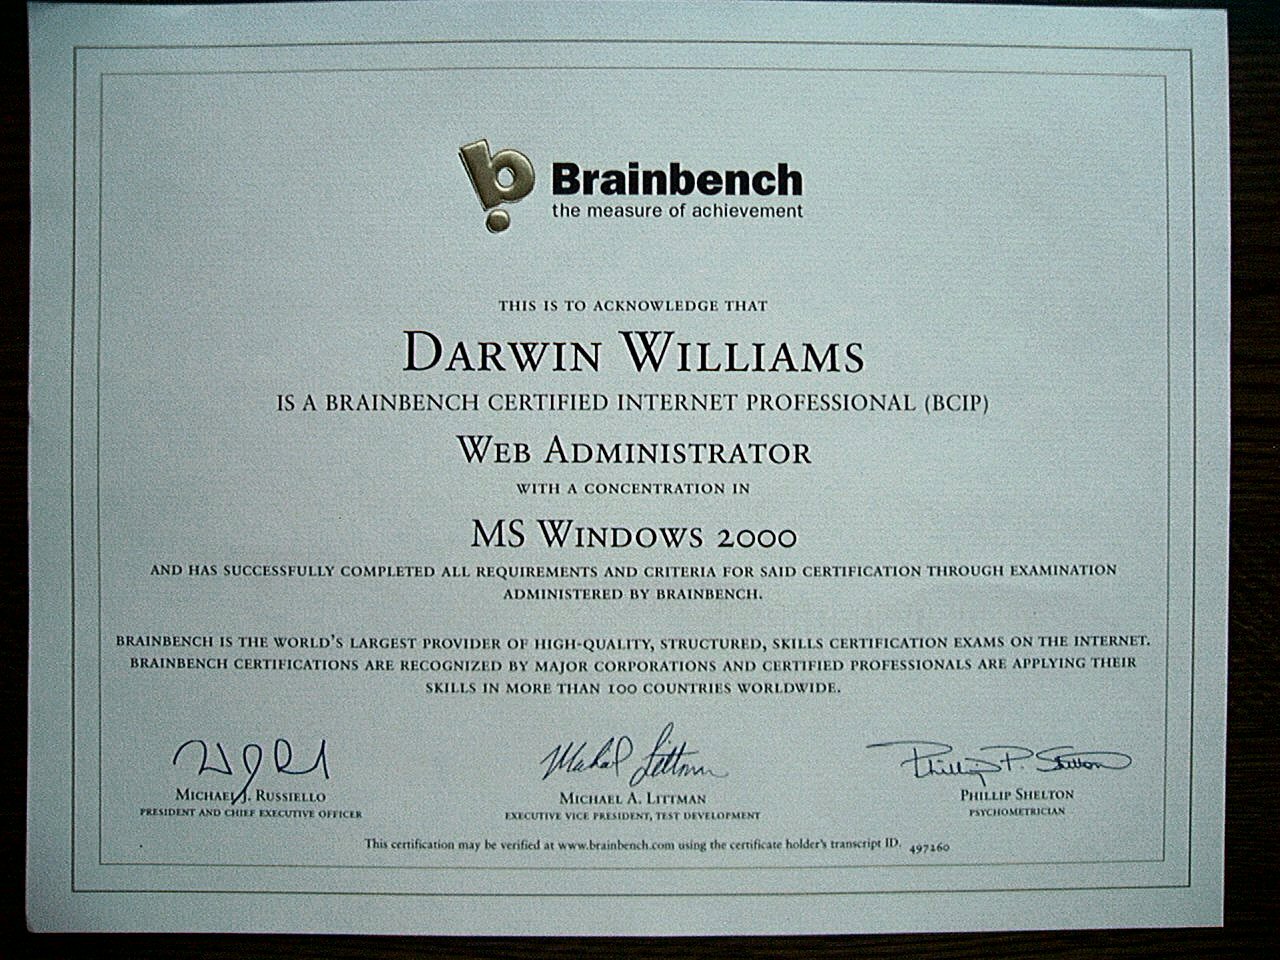 Brainbench
the measure of achievement
THIS IS TO ACKNOWLEDGE THAT
DARWIN WILLIAMS
IS A BRAINBENCH CERTIFIED INTERNET PROFESSIONAL (BCIP)
WEB ADMINISTRATOR
WITH A CONCENTRATION IN
MS WINDOWS 2000
AND HAS SUCCESSFULLY COMPLETED ALL REQUIREMENTS AND CRITERIA FOR SAID CERTIFICATION THROUGH EXAMINATION
ADMINISTERED BY BRAINBENCH.
BRAINBENCH IS THE WORLD'S LARGEST PROVIDER OF HIGH-QUALITY, STRUCTURED, SKILLS CERTIFICATION EXAMS ON THE INTERNET.
BRAINBENCH CERTIFICATIONS ARE RECOGNIZED BY MAJOR CORPORATIONS AND CERTIFIED PROFESSIONALS ARE APPLYING THEIR
SKILLS IN MORE THAN 100 COUNTRIES WORLDWIDE.
Michael Littman Phillip P. Shelton
MICHAEL J. RUSSIELLO MICHAEL A. LITTMAN PHILLIP SHELTON
PRESIDENT AND CHIEF EXECUTIVE OFFICER EXECUTIVE VICE PRESIDENT, TEST DEVELOPMENT PSYCHOMETRICIAN
This certification may be verified at www.brainbench.com using the certificate holder's transcript ID. 497260